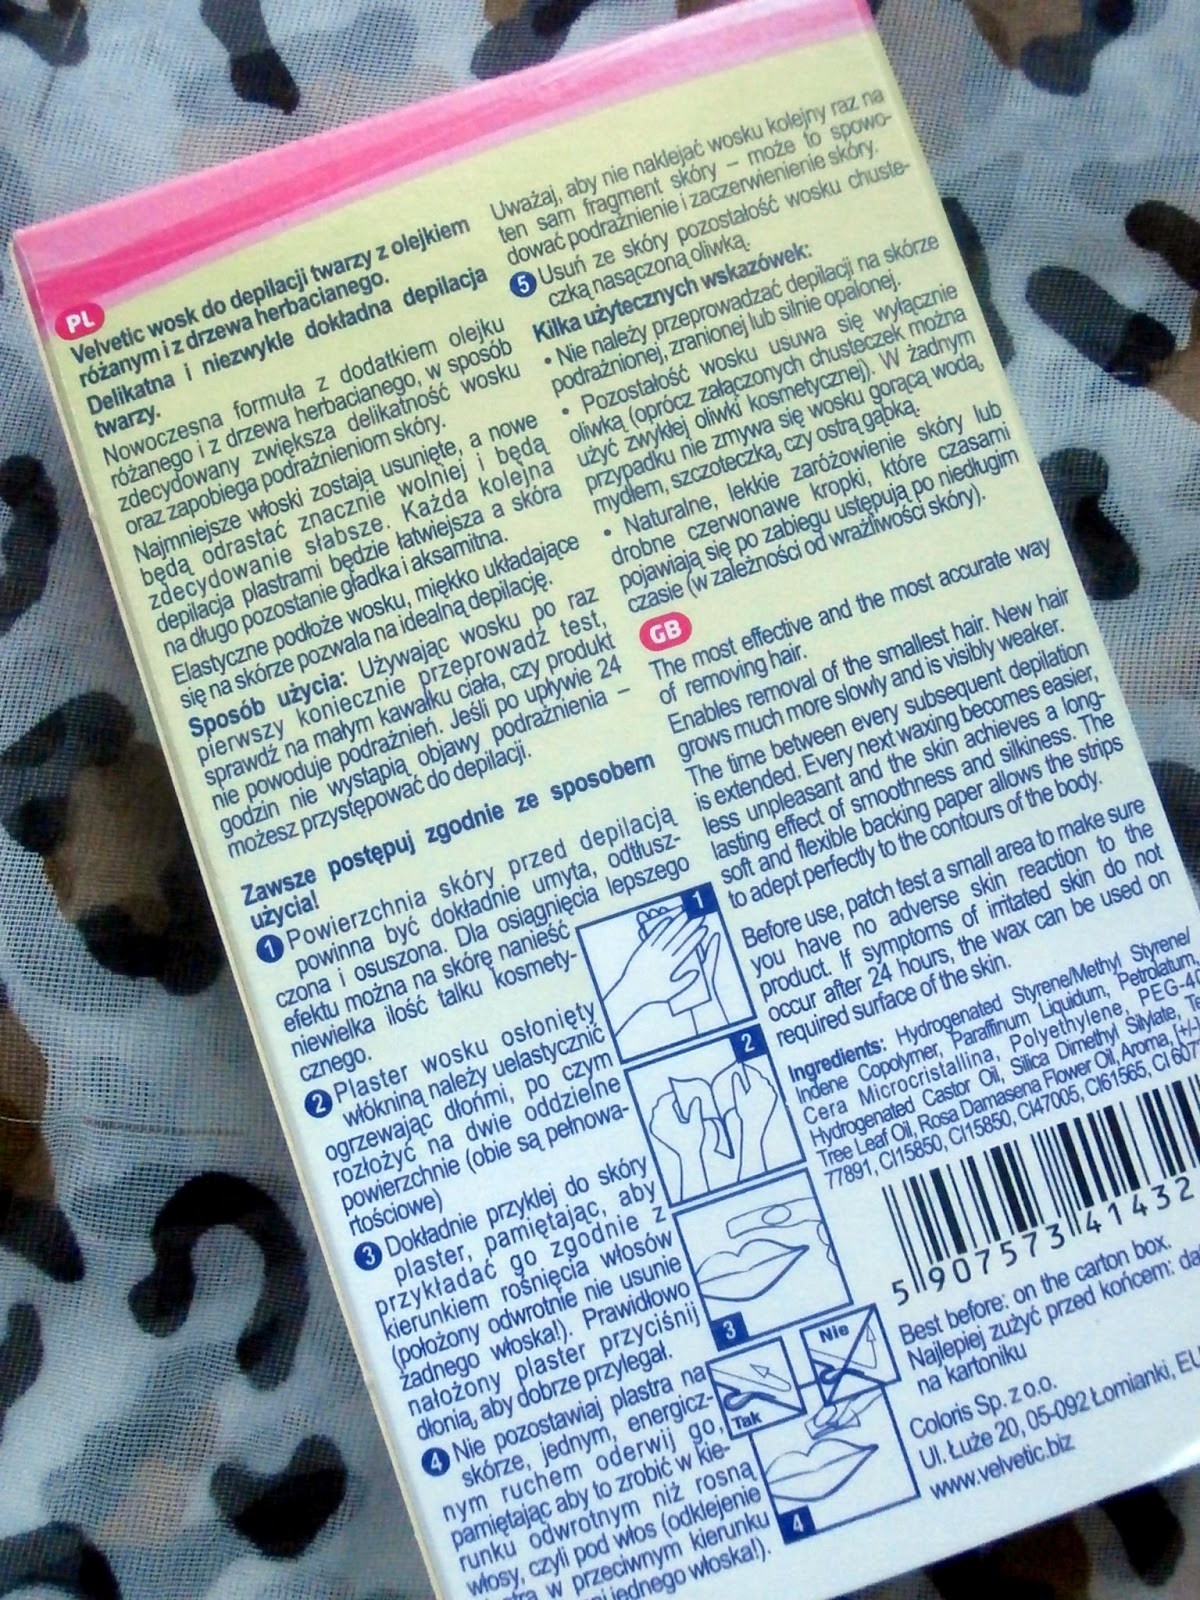 PL
Velvetic wosk do depilacji twarzy z olejkiem
różanym i z drzewa herbacianego.
Delikatna i niezwykle dokładna depilacja
twarzy.
Nowoczesna formuła z dodatkiem olejku
różanego i z drzewa herbacianego, w sposób
zdecydowany zwiększa delikatność wosku
oraz zapobiega podrażnieniom skóry.
Najmniejsze włoski zostają usunięte, a nowe
będą odrastać znacznie wolniej i będą
zdecydowanie słabsze. Każda kolejna
depilacja plastrami będzie łatwiejsza a skóra
na długo pozostanie gładka i aksamitna.
Elastyczne podłoże wosku, miękko układające
się na skórze pozwala na idealną depilację.
Sposób użycia: Używając wosku po raz
pierwszy koniecznie przeprowadź test,
sprawdź na małym kawałku ciała, czy produkt
nie powoduje podrażnień. Jeśli po upływie 24
godzin nie wystąpią objawy podrażnienia –
możesz przystępować do depilacji.
Zawsze postępuj zgodnie ze sposobem
użycia!
1 Powierzchnia skóry przed depilacją
powinna być dokładnie umyta, odtłusz-
czona i osuszona. Dla osiągnięcia lepszego
efektu można na skórę nanieść
niewielka ilość talku kosmety-
cznego.
2 Plaster wosku osłonięty
włókniną należy uelastycznić
ogrzewając dłońmi, po czym
rozłożyć na dwie oddzielne
powierzchnie (obie są pełnowa-
rtościowe)
3 Dokładnie przyklej do skóry
plaster, pamiętając, aby
przykładać go zgodnie z
kierunkiem rośnięcia włosów
(położony odwrotnie nie usunie
żadnego włoska!). Prawidłowo
nałożony plaster przyciśnij
dłonią, aby dobrze przylegał.
4 Nie pozostawiaj plastra na
skórze, jednym, energicz-
nym ruchem oderwij go,
pamiętając aby to zrobić w kie-
runku odwrotnym niż rosną
włosy, czyli pod włos (odklejenie
w przeciwnym kierunku
jednego włoska!).
Uważaj, aby nie naklejać wosku kolejny raz na
ten sam fragment skóry – może to spowo-
dować podrażnienie i zaczerwienienie skóry.
5 Usuń ze skóry pozostałość wosku chuste-
czką nasączoną oliwką.
Kilka użytecznych wskazówek:
• Nie należy przeprowadzać depilacji na skórze
podrażnionej, zranionej lub silnie opalonej.
• Pozostałość wosku usuwa się wyłącznie
oliwką (oprócz załączonych chusteczek można
użyć zwykłej oliwki kosmetycznej). W żadnym
przypadku nie zmywa się wosku gorącą wodą,
mydłem, szczoteczką, czy ostrą gąbką.
• Naturalne, lekkie zaróżowienie skóry lub
drobne czerwonawe kropki, które czasami
pojawiają się po zabiegu ustępują po niedługim
czasie (w zależności od wrażliwości skóry).
GB
The most effective and the most accurate way
of removing hair.
Enables removal of the smallest hair. New hair
grows much more slowly and is visibly weaker.
The time between every subsequent depilation
is extended. Every next waxing becomes easier,
less unpleasant and the skin achieves a long-
lasting effect of smoothness and silkiness. The
soft and flexible backing paper allows the strips
to adept perfectly to the contours of the body.
Before use, patch test a small area to make sure
you have no adverse skin reaction to the
product. If symptoms of irritated skin do not
occur after 24 hours, the wax can be used on
required surface of the skin.
Ingredients: Hydrogenated Styrene/Methyl Styrene/
Indene Copolymer, Paraffinum Liquidum, Petrolatum,
Cera Microcristallina, Polyethylene, PEG-4
Hydrogenated Castor Oil, Silica Dimethyl Silylate,
Tree Leaf Oil, Rosa Damasena Flower Oil, Aroma, [+/
77891, CI15850, CI15850, CI47005, CI61565, CI
1
2
3
Tak
Nie
4
5907573141432
Best before: on the carton box.
Najlepiej zużyć przed końcem:
na kartoniku
Coloris Sp. z o.o.
Ul. Łuże 20, 05-092 Łomianki,
www.velvetic.biz